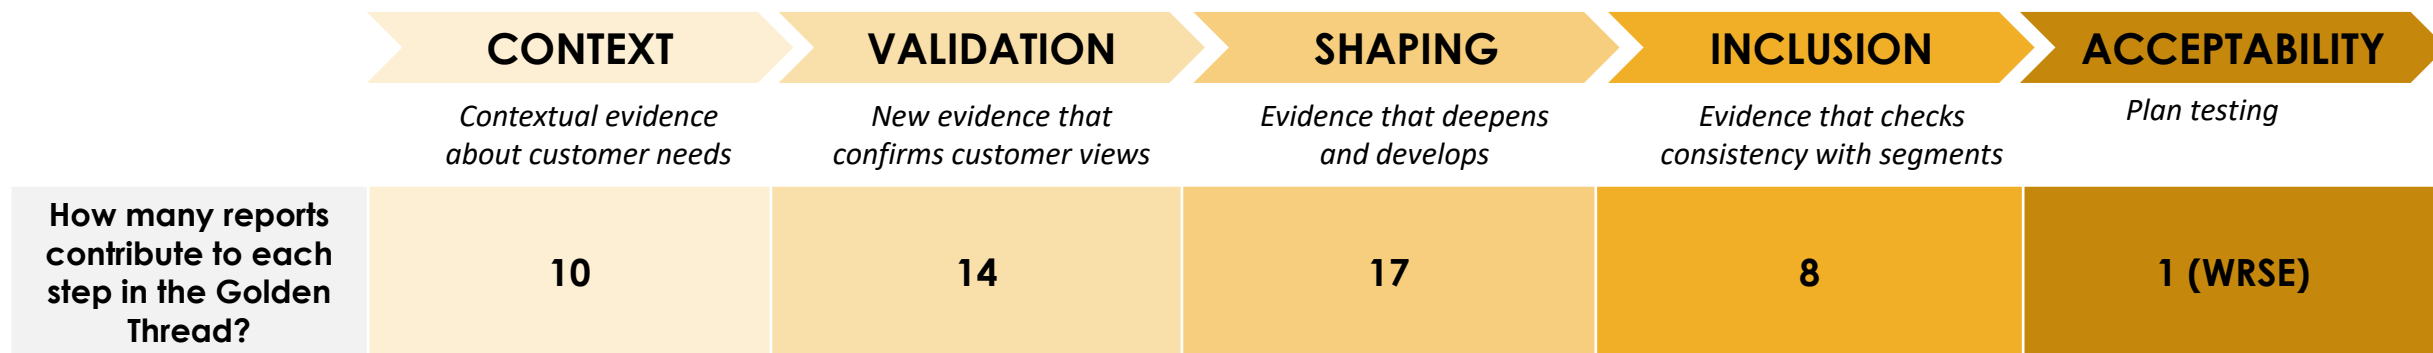 CONTEXT
VALIDATION
SHAPING
INCLUSION
ACCEPTABILITY
Contextual evidence
about customer needs
New evidence that
confirms customer views
Evidence that deepens
and develops
Evidence that checks
consistency with segments
Plan testing
How many reports
contribute to each
step in the Golden
Thread?
10
14
17
8
1 (WRSE)